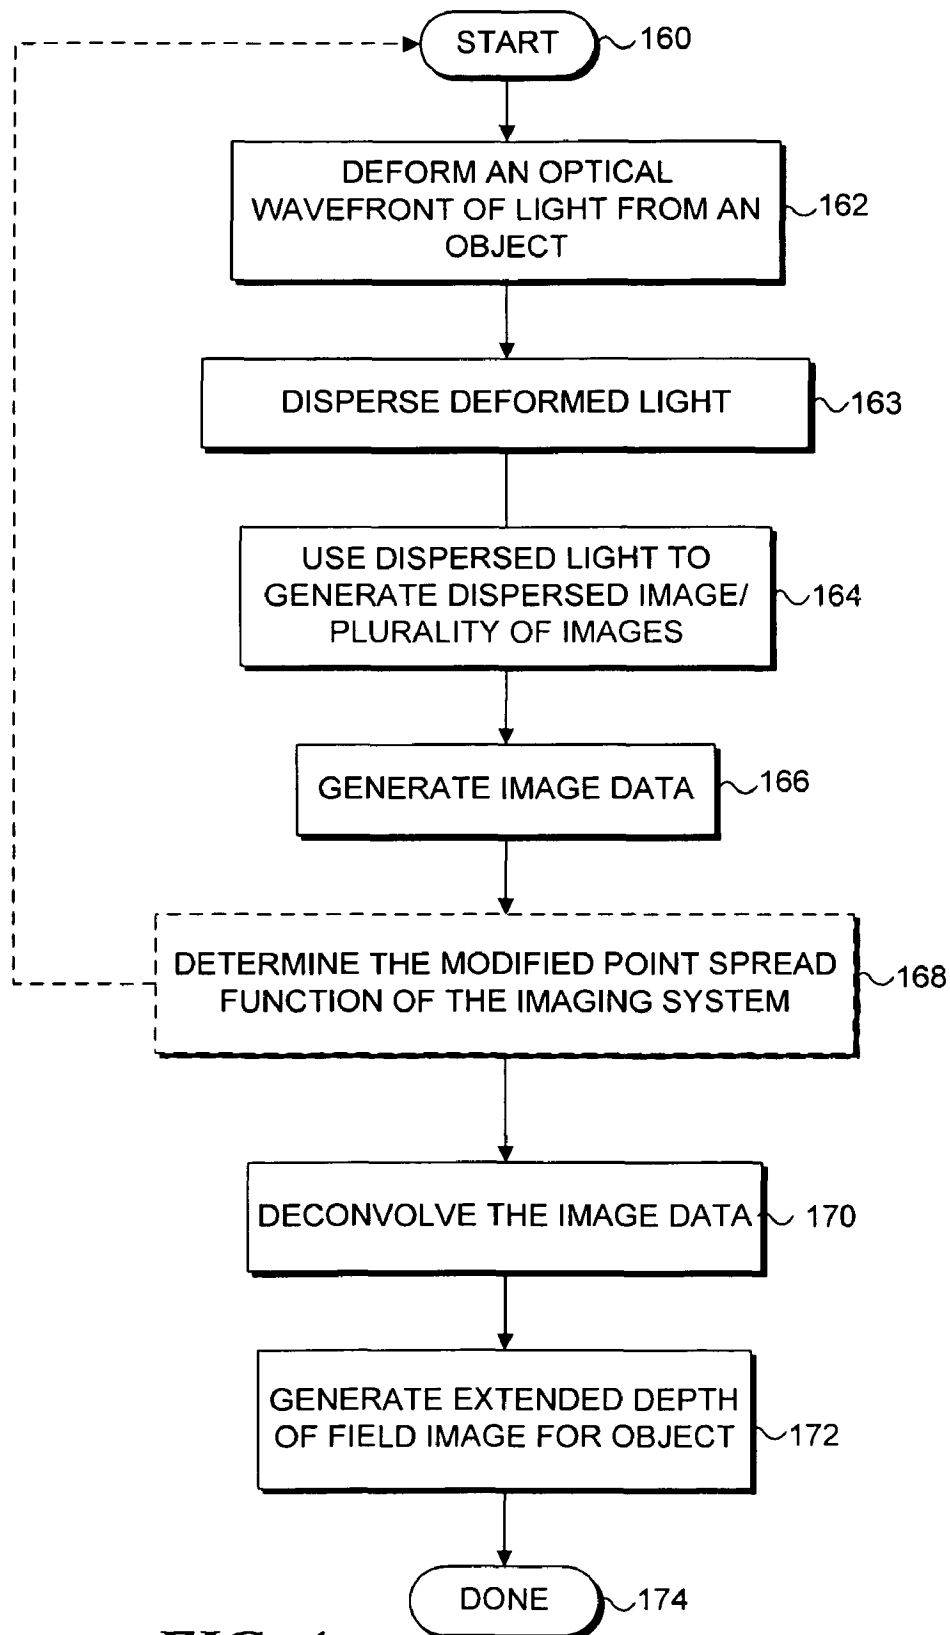 START
160
DEFORM AN OPTICAL
WAVEFRONT OF LIGHT FROM AN
OBJECT
162
DISPERSE DEFORMED LIGHT
163
USE DISPERSED LIGHT TO
GENERATE DISPERSED IMAGE/
PLURALITY OF IMAGES
164
GENERATE IMAGE DATA
166
DETERMINE THE MODIFIED POINT SPREAD
FUNCTION OF THE IMAGING SYSTEM
168
DECONVOLVE THE IMAGE DATA
170
GENERATE EXTENDED DEPTH
OF FIELD IMAGE FOR OBJECT
172
DONE
174